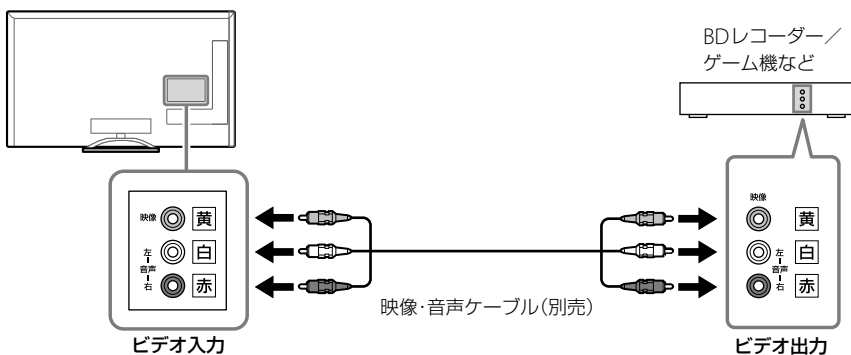 BDレコーダー／
ゲーム機など
映像 黄
左 白
音声
右 赤
ビデオ入力
映像・音声ケーブル（別売）
映像 黄
左 白
音声
右 赤
ビデオ出力